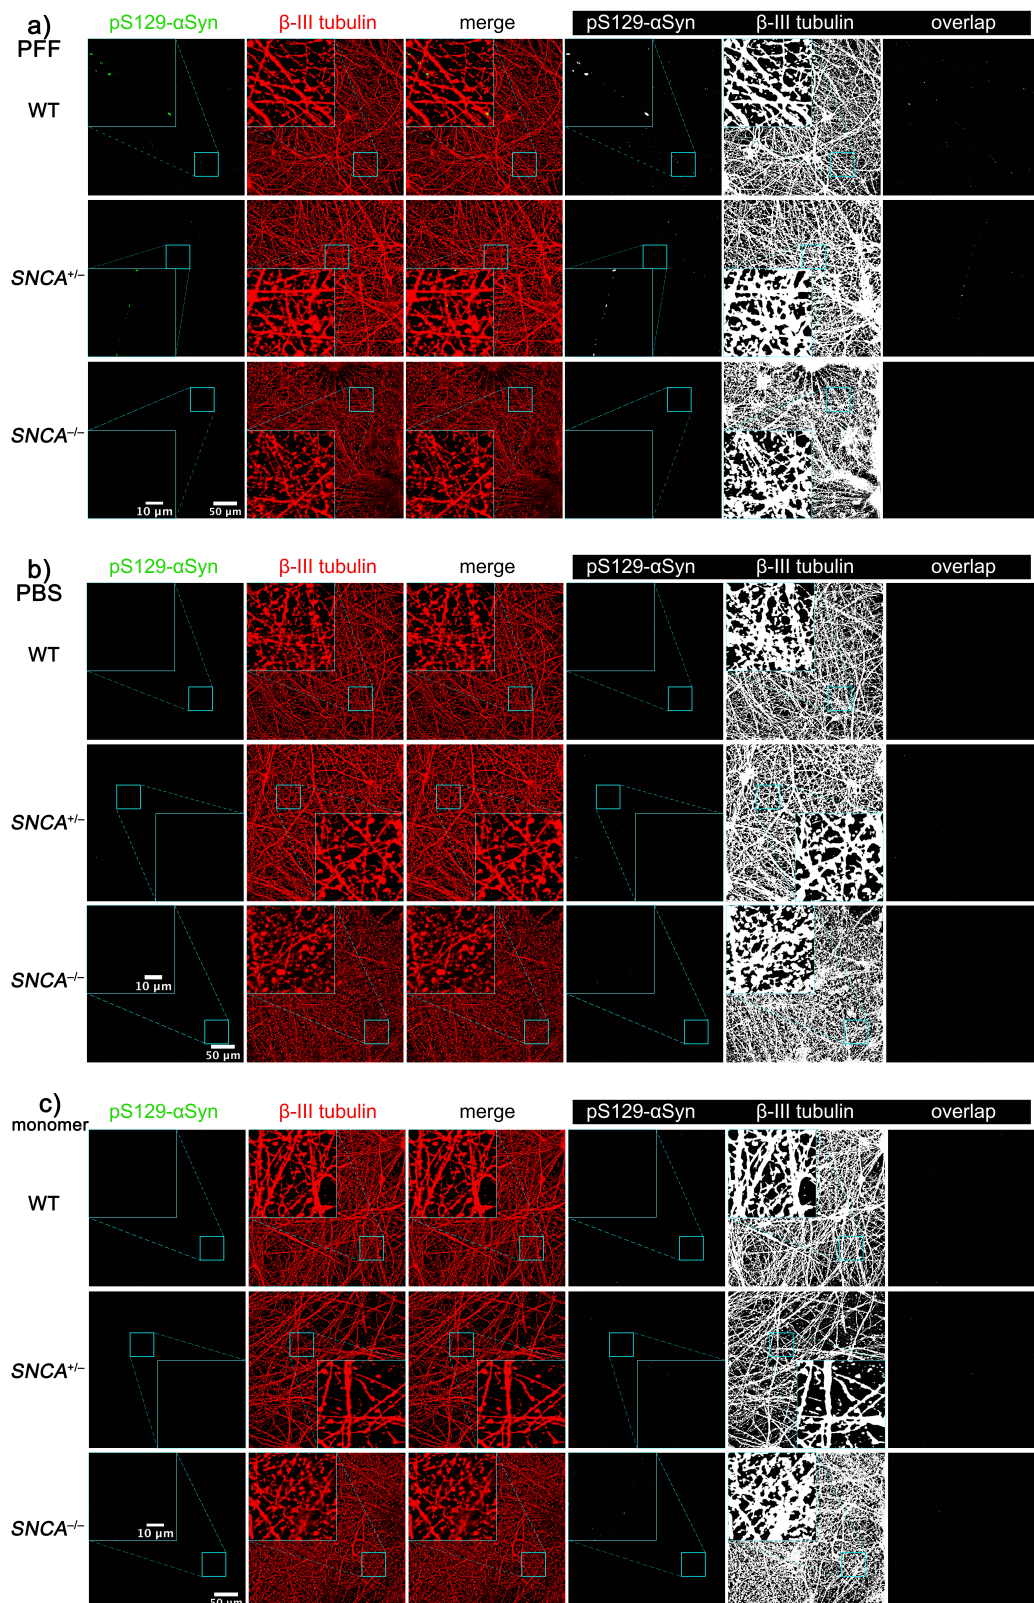 a)
pS129-αSyn β-III tubulin merge pS129-αSyn β-III tubulin overlap
PFF
WT
SNCA+/–
SNCA–/–
10 μm 50 μm
b)
pS129-αSyn β-III tubulin merge pS129-αSyn β-III tubulin overlap
PBS
WT
SNCA+/–
SNCA–/–
10 μm
50 μm
c)
pS129-αSyn β-III tubulin merge pS129-αSyn β-III tubulin overlap
monomer
WT
SNCA+/–
SNCA–/–
10 μm
50 μm